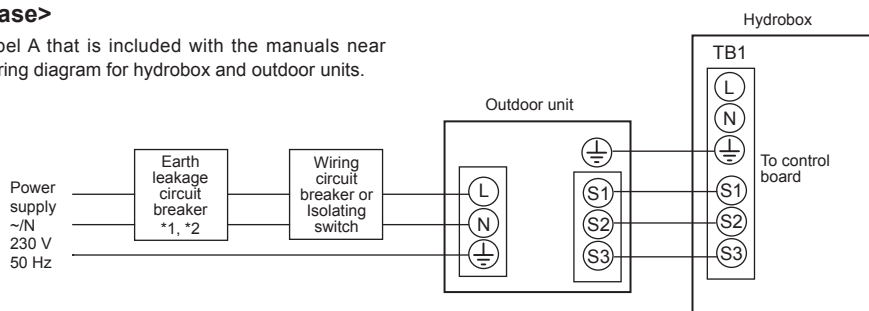 ase>
bel A that is included with the manuals near
ring diagram for hydrobox and outdoor units.
Hydrobox
TB1
L
N
To control
board
S1
S2
S3
Outdoor unit
L
N
S1
S2
S3
Earth
leakage
circuit
breaker
*1, *2
Wiring
circuit
breaker or
Isolating
switch
Power
supply
~/N
230 V
50 Hz